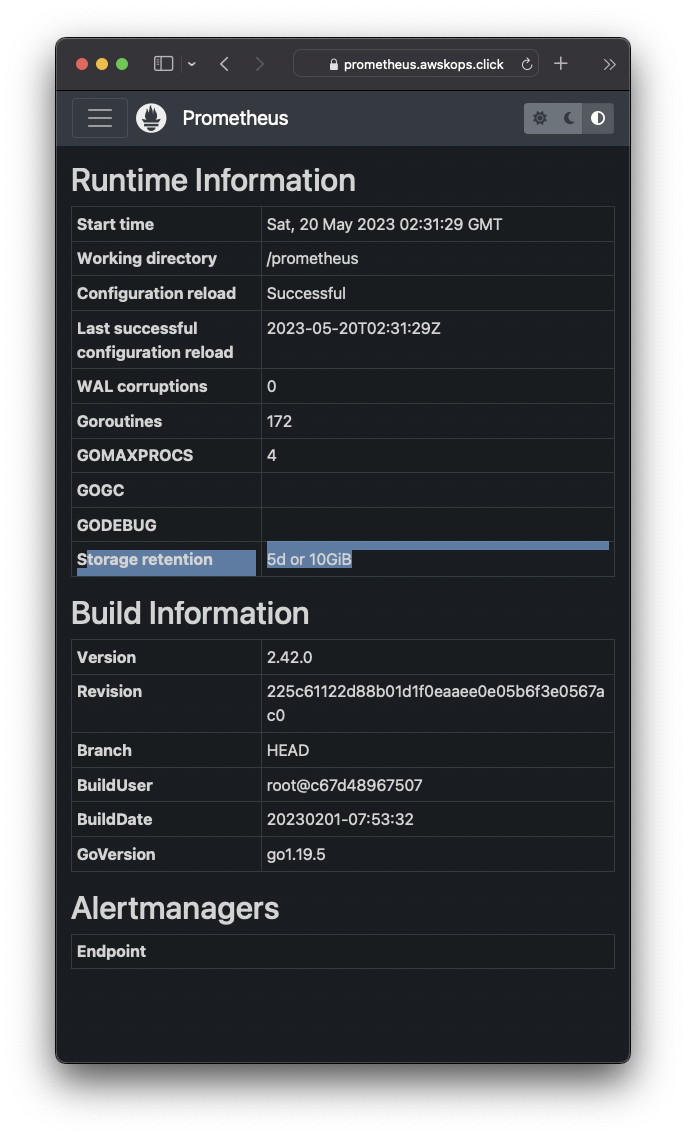 prometheus.awskops.click
Prometheus
Runtime Information
Start time Sat, 20 May 2023 02:31:29 GMT
Working directory /prometheus
Configuration reload Successful
Last successful 2023-05-20T02:31:29Z
configuration reload
WAL corruptions 0
Goroutines 172
GOMAXPROCS 4
GOGC
GODEBUG
Storage retention 5d or 10GiB
Build Information
Version 2.42.0
Revision 225c61122d88b01d1f0eaaee0e05b6f3e0567a
c0
Branch HEAD
BuildUser root@c67d48967507
BuildDate 20230201-07:53:32
GoVersion go1.19.5
Alertmanagers
Endpoint